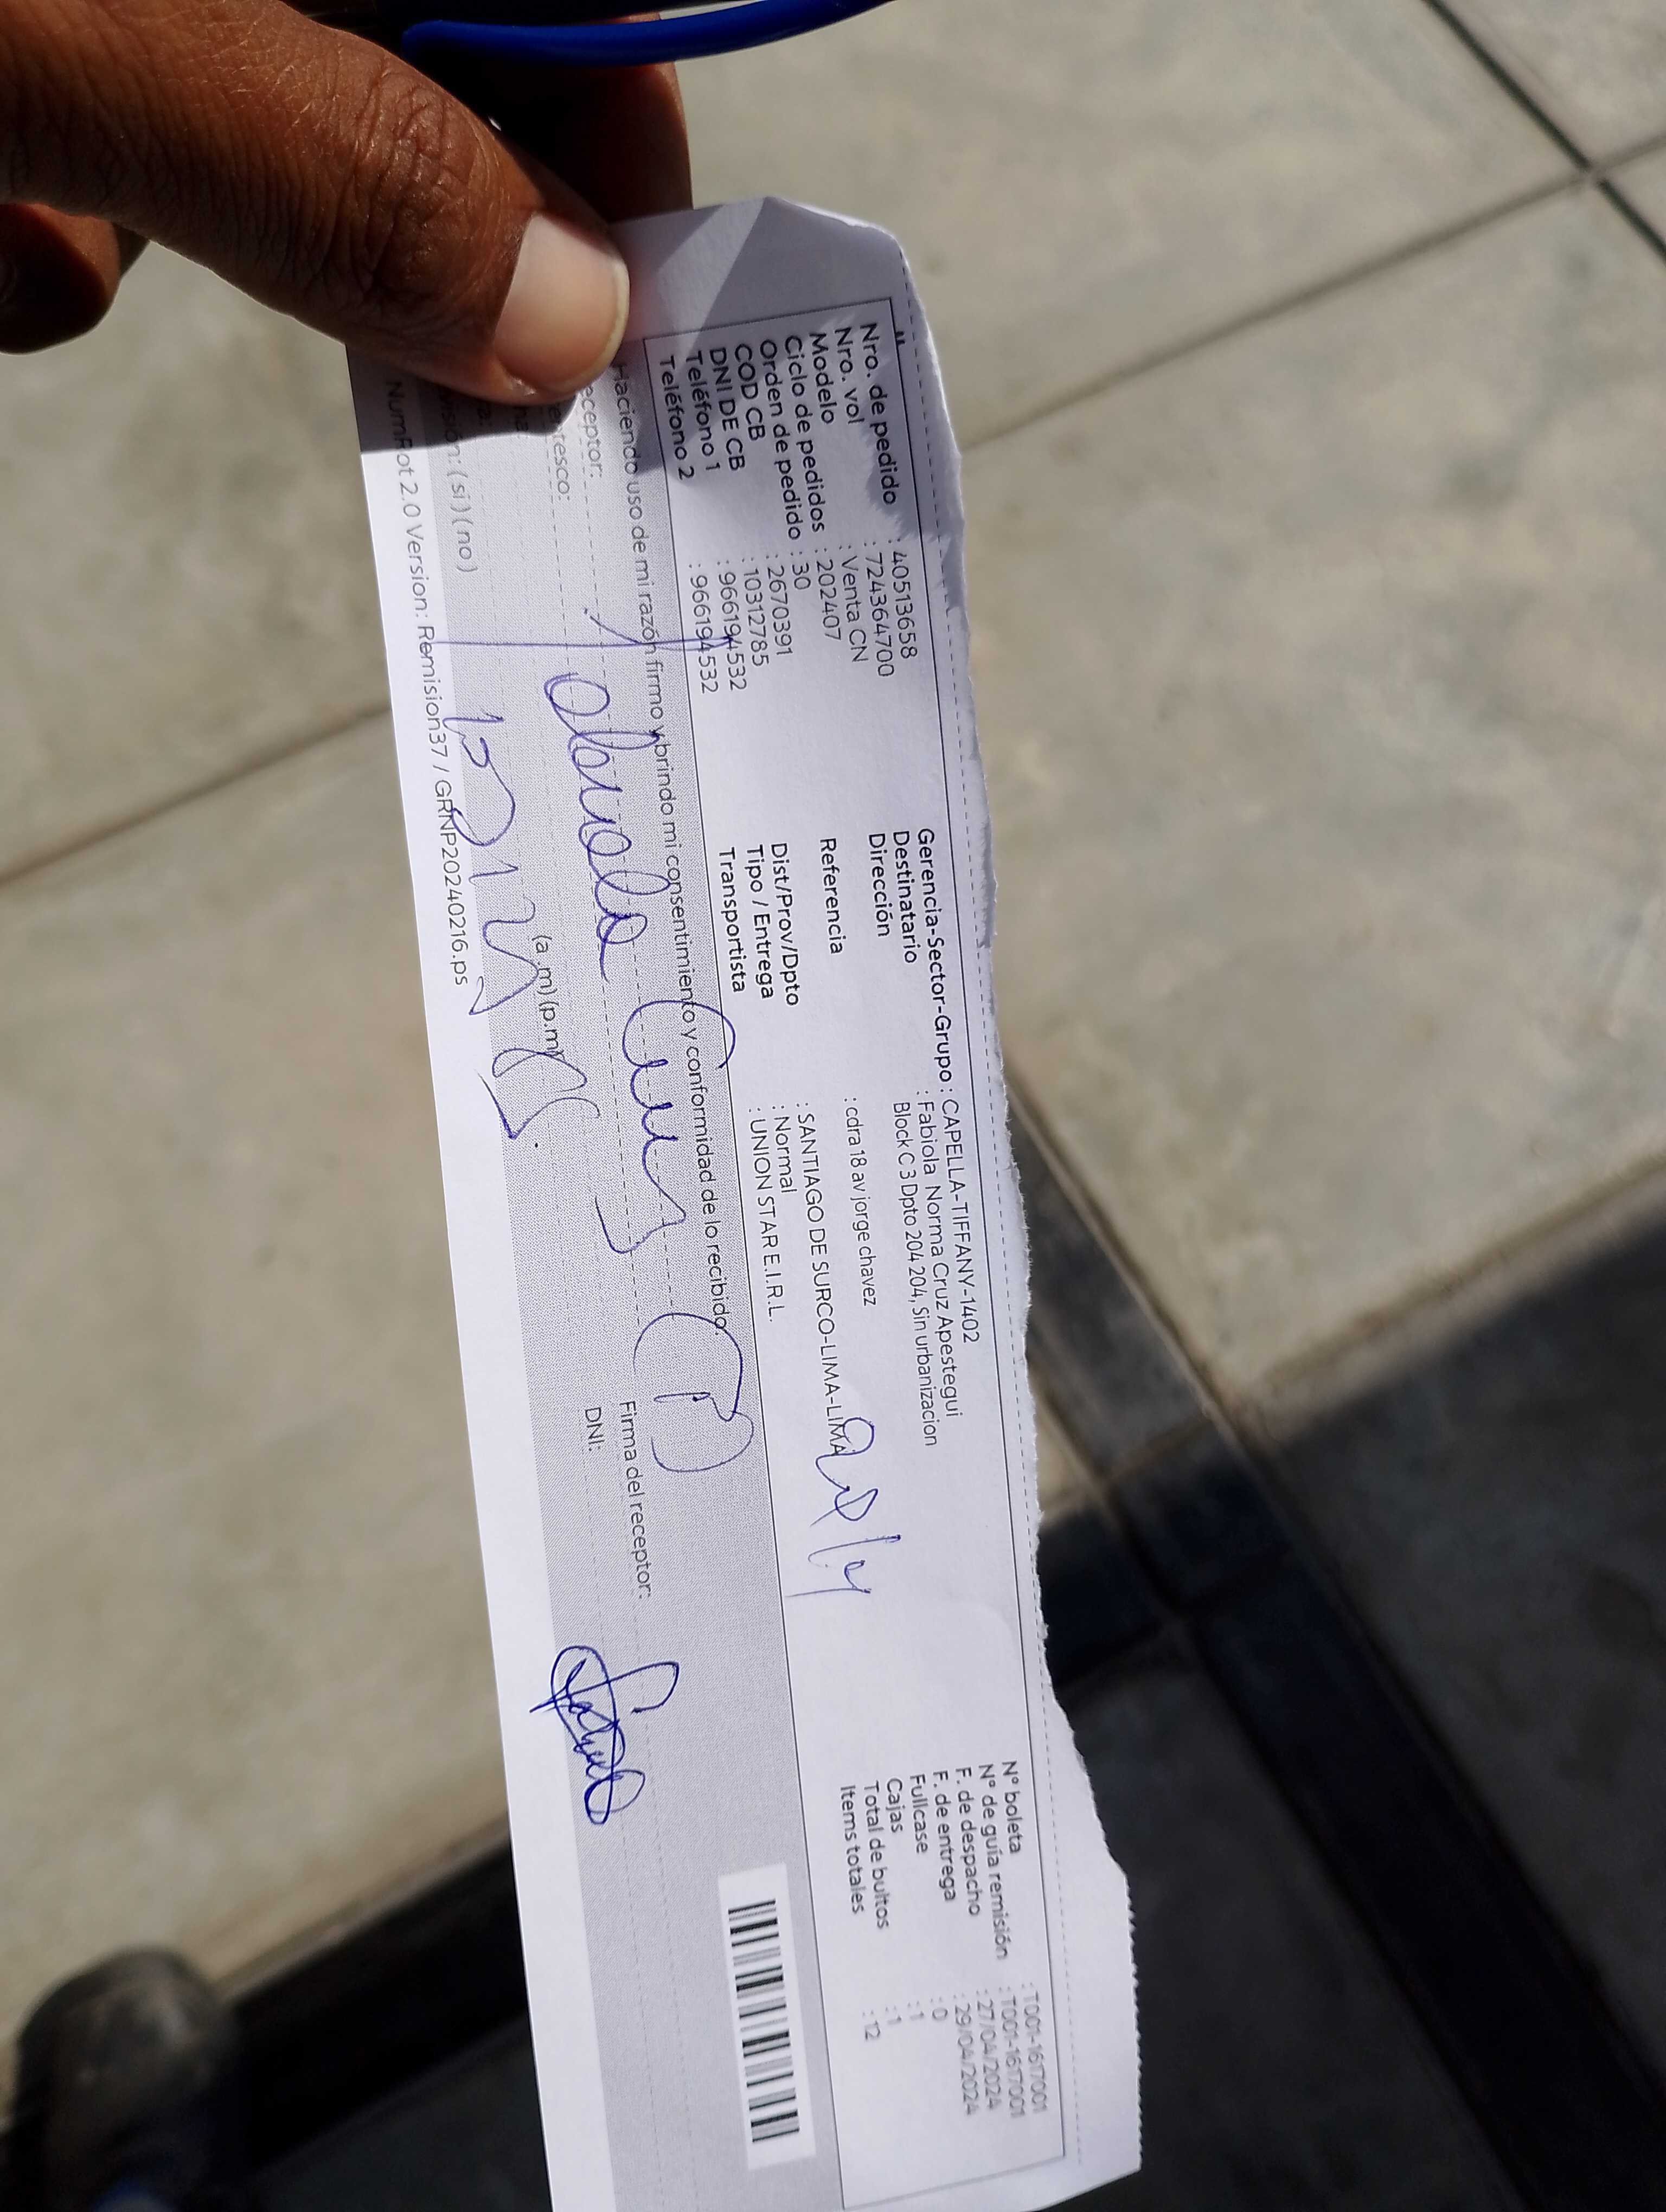 Nro. de pedido : 40513658
Nro. vol : 724364700
Modelo : Venta CN
Ciclo de pedidos : 202407
Orden de pedido : 30
COD CB : 2670391
DNI DE CB : 10312785
Teléfono 1 : 966194532
Teléfono 2 : 966194532
Gerencia-Sector-Grupo : CAPELLA-TIFFANY-1402
Destinatario : Fabiola Norma Cruz Apestegui
Dirección Block C 3 Dpto 204 204, Sin urbanizacion
Referencia : cdra 18 av jorge chavez
Dist/Prov/Dpto : SANTIAGO DE SURCO-LIMA-LIMA
Tipo / Entrega : Normal
Transportista : UNION STAR E.I.R.L.
N° boleta : T001-1617001
N° de guía remisión : T001-1617001
F. de despacho : 27/04/2024
F. de entrega : 29/04/2024
Fullcase : 0
Cajas : 1
Total de bultos : 1
Items totales : 12
Haciendo uso de mi razón firmo y brindo mi consentimiento y conformidad de lo recibido.
eceptor: Firma del receptor:
resco: DNI:
(a.m) (p.m)
(si) (no)
NumRot 2.0 Version: Remision37 / GRNP20240216.ps